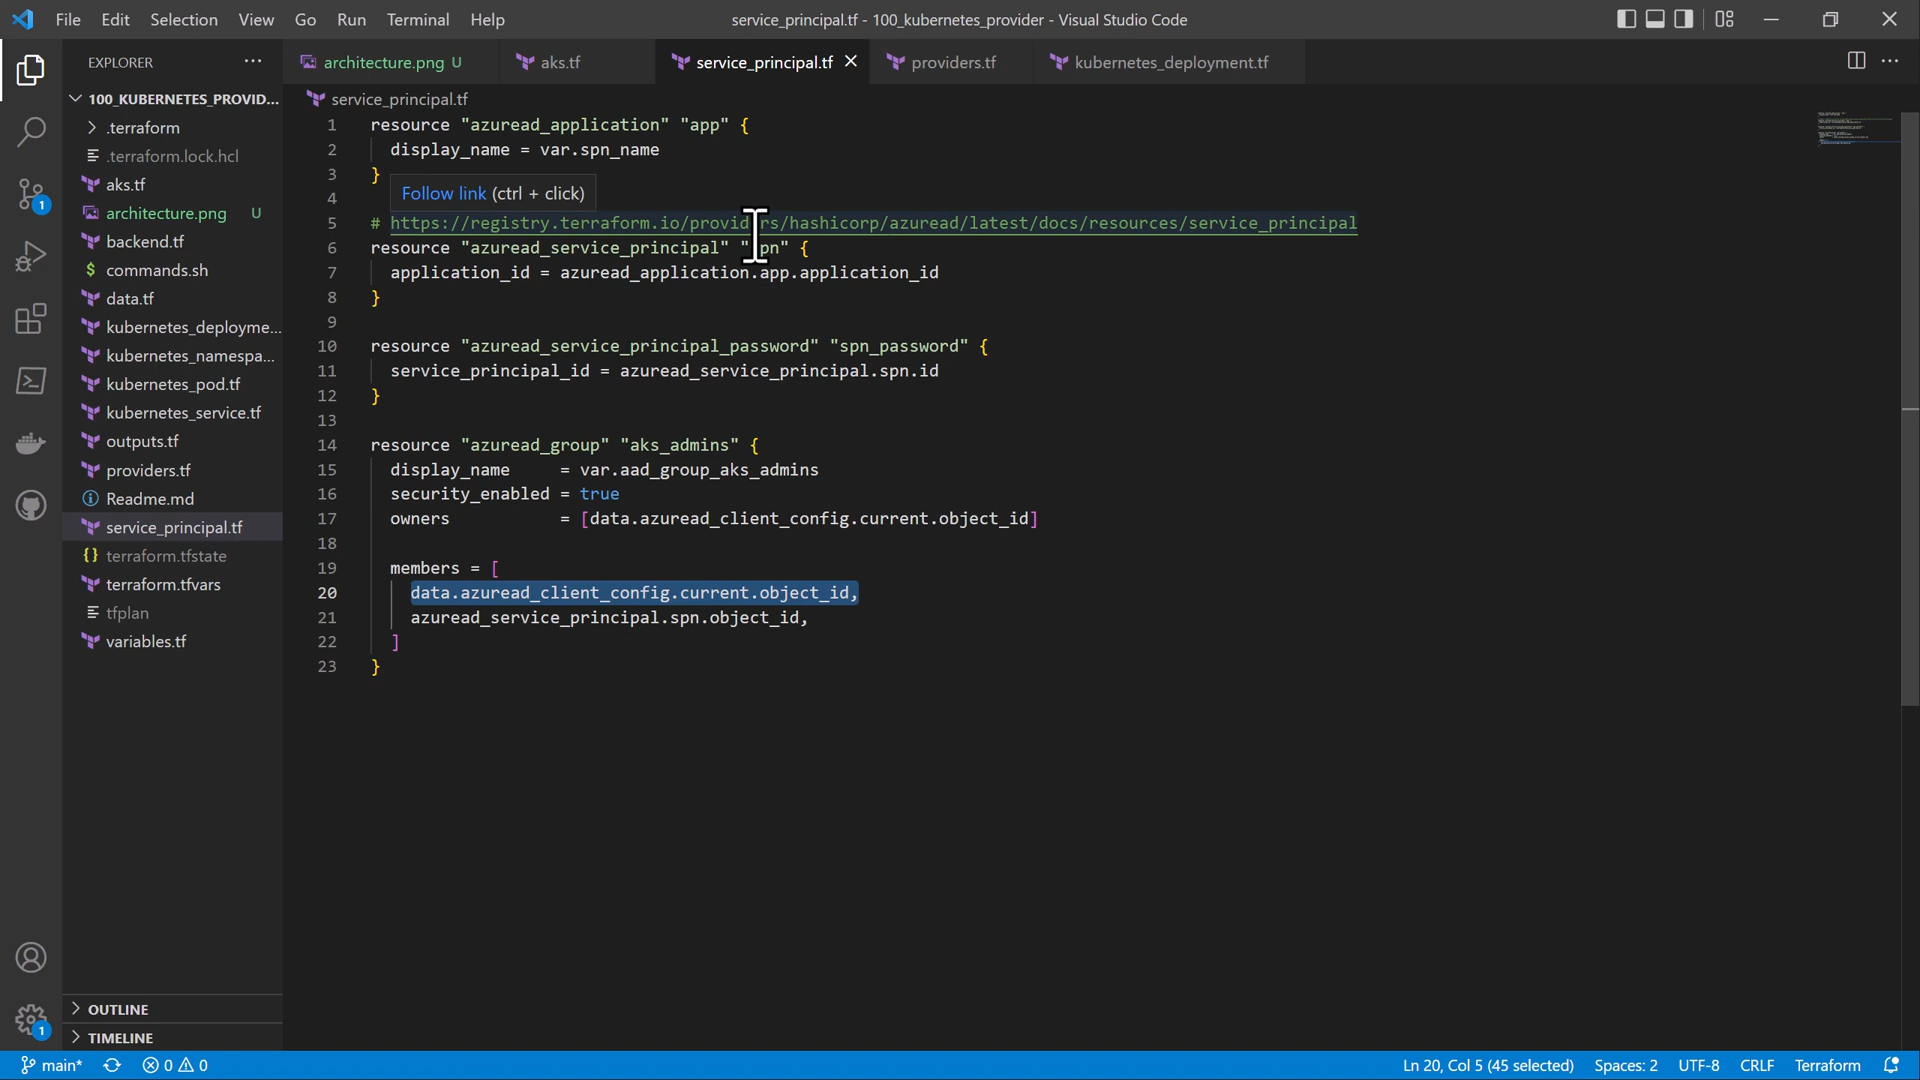 File Edit Selection View Go Run Terminal Help
service_principal.tf - 100_kubernetes_provider - Visual Studio Code
EXPLORER
architecture.png U
aks.tf
service_principal.tf
providers.tf
kubernetes_deployment.tf
100_KUBERNETES_PROVID...
.terraform
.terraform.lock.hcl
aks.tf
architecture.png U
backend.tf
$ commands.sh
data.tf
kubernetes_deployme...
kubernetes_namespa...
kubernetes_pod.tf
kubernetes_service.tf
outputs.tf
providers.tf
Readme.md
service_principal.tf
{} terraform.tfstate
terraform.tfvars
tfplan
variables.tf
OUTLINE
TIMELINE
1
1
service_principal.tf
1 resource "azuread_application" "app" {
2 display_name = var.spn_name
3 }
Follow link (ctrl + click)
4
5 # https://registry.terraform.io/providers/hashicorp/azuread/latest/docs/resources/service_principal
6 resource "azuread_service_principal" "spn" {
7 application_id = azuread_application.app.application_id
8 }
9
10 resource "azuread_service_principal_password" "spn_password" {
11 service_principal_id = azuread_service_principal.spn.id
12 }
13
14 resource "azuread_group" "aks_admins" {
15 display_name = var.aad_group_aks_admins
16 security_enabled = true
17 owners = [data.azuread_client_config.current.object_id]
18
19 members = [
20 data.azuread_client_config.current.object_id,
21 azuread_service_principal.spn.object_id,
22 ]
23 }
main* 0 0
Ln 20, Col 5 (45 selected) Spaces: 2 UTF-8 CRLF Terraform